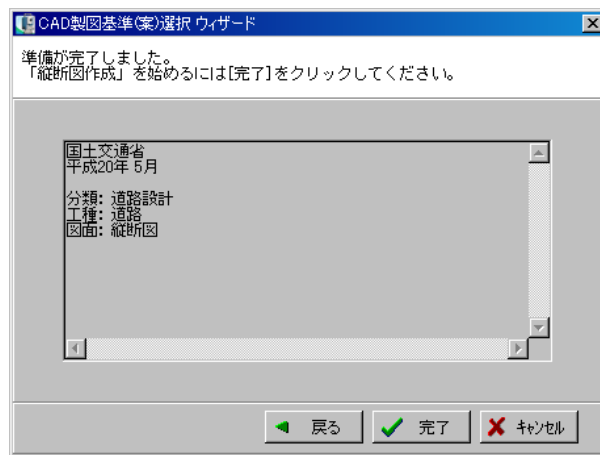 CAD製図基準(案)選択 ウィザード
準備が完了しました。
「縦断図作成」を始めるには[完了]をクリックしてください。
国土交通省
平成20年 5月
分類: 道路設計
工種: 道路
図面: 縦断図
戻る 完了 ｷｬﾝｾﾙ